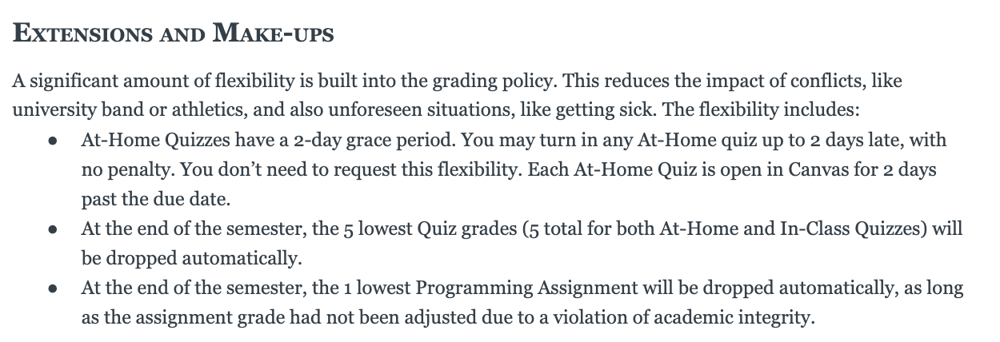 Extensions and Make-ups
A significant amount of flexibility is built into the grading policy. This reduces the impact of conflicts, like
university band or athletics, and also unforeseen situations, like getting sick. The flexibility includes:
● At-Home Quizzes have a 2-day grace period. You may turn in any At-Home quiz up to 2 days late, with
no penalty. You don’t need to request this flexibility. Each At-Home Quiz is open in Canvas for 2 days
past the due date.
● At the end of the semester, the 5 lowest Quiz grades (5 total for both At-Home and In-Class Quizzes) will
be dropped automatically.
● At the end of the semester, the 1 lowest Programming Assignment will be dropped automatically, as long
as the assignment grade had not been adjusted due to a violation of academic integrity.